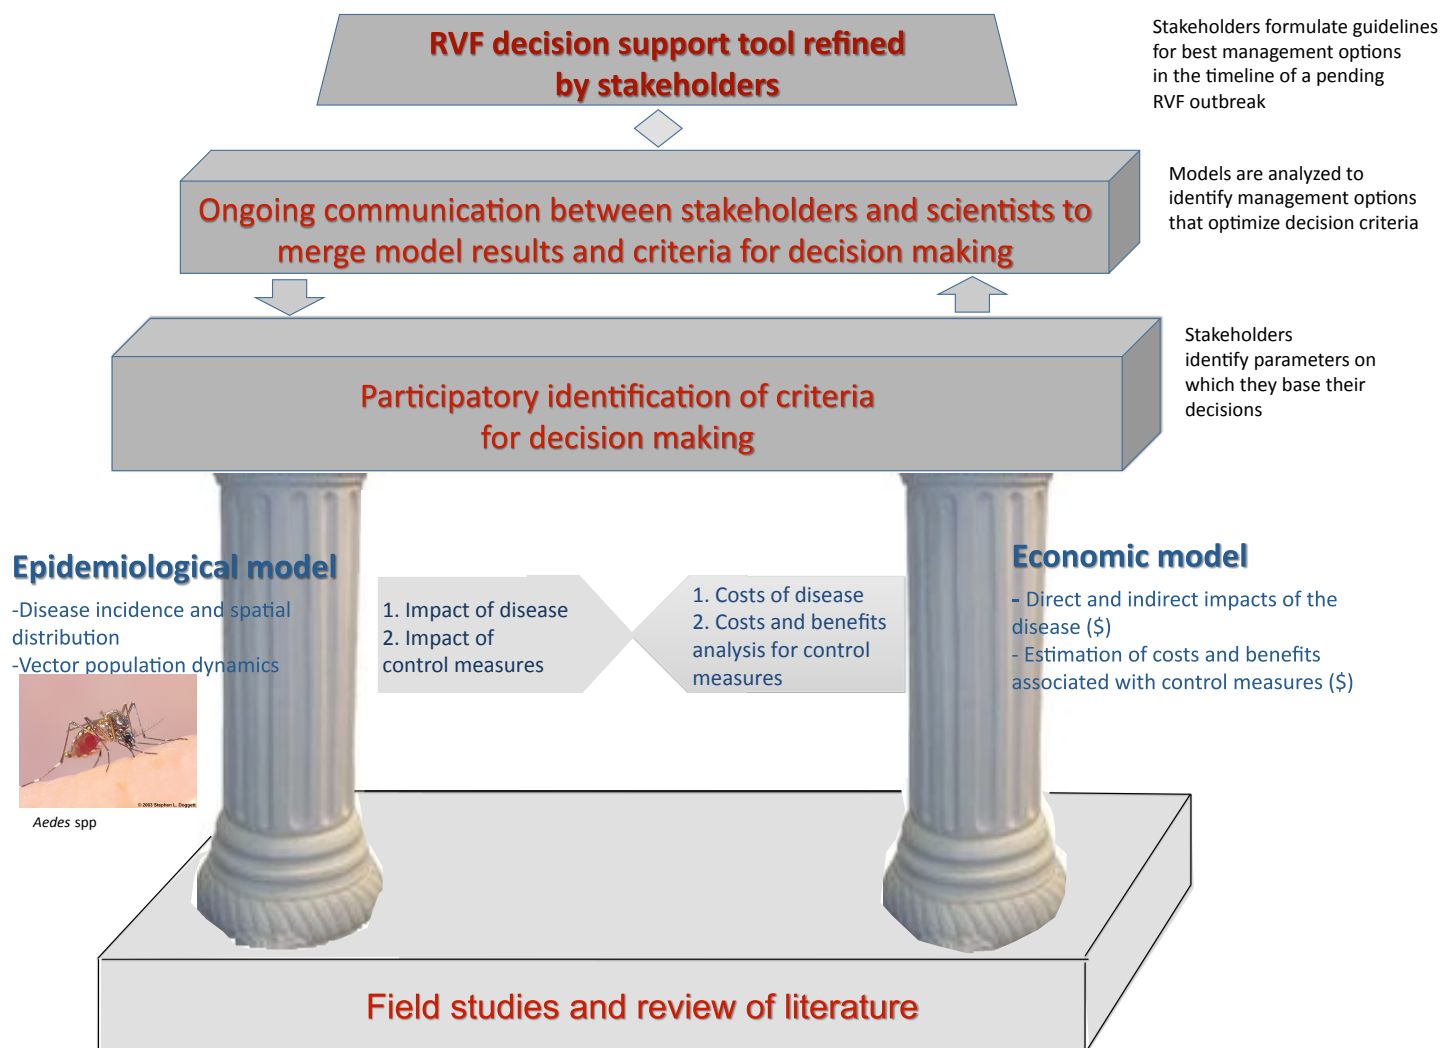 RVF decision support tool refined
by stakeholders
Stakeholders formulate guidelines
for best management options
in the timeline of a pending
RVF outbreak
Ongoing communication between stakeholders and scientists to
merge model results and criteria for decision making
Models are analyzed to
identify management options
that optimize decision criteria
Participatory identification of criteria
for decision making
Stakeholders
identify parameters on
which they base their
decisions
Epidemiological model
-Disease incidence and spatial
distribution
-Vector population dynamics
© 2003 Stephen L. Doggett
Aedes spp
1. Impact of disease
2. Impact of
control measures
1. Costs of disease
2. Costs and benefits
analysis for control
measures
Economic model
- Direct and indirect impacts of the
disease ($)
- Estimation of costs and benefits
associated with control measures ($)
Field studies and review of literature